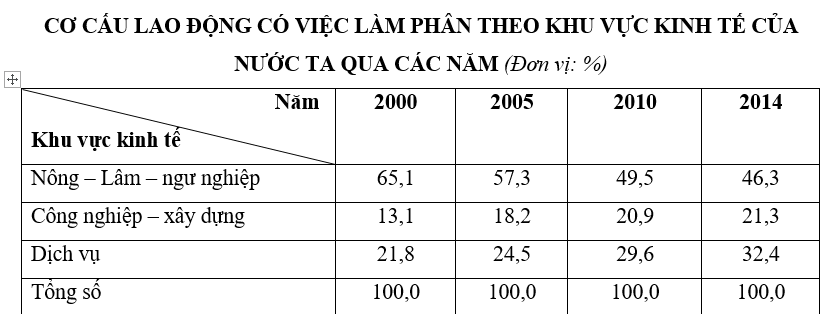 CƠ CẤU LAO ĐỘNG CÓ VIỆC LÀM PHÂN THEO KHU VỰC KINH TẾ CỦA
NƯỚC TA QUA CÁC NĂM (Đơn vị: %)
Năm 2000 2005 2010 2014
Khu vực kinh tế
Nông – Lâm – ngư nghiệp 65,1 57,3 49,5 46,3
Công nghiệp – xây dựng 13,1 18,2 20,9 21,3
Dịch vụ 21,8 24,5 29,6 32,4
Tổng số 100,0 100,0 100,0 100,0